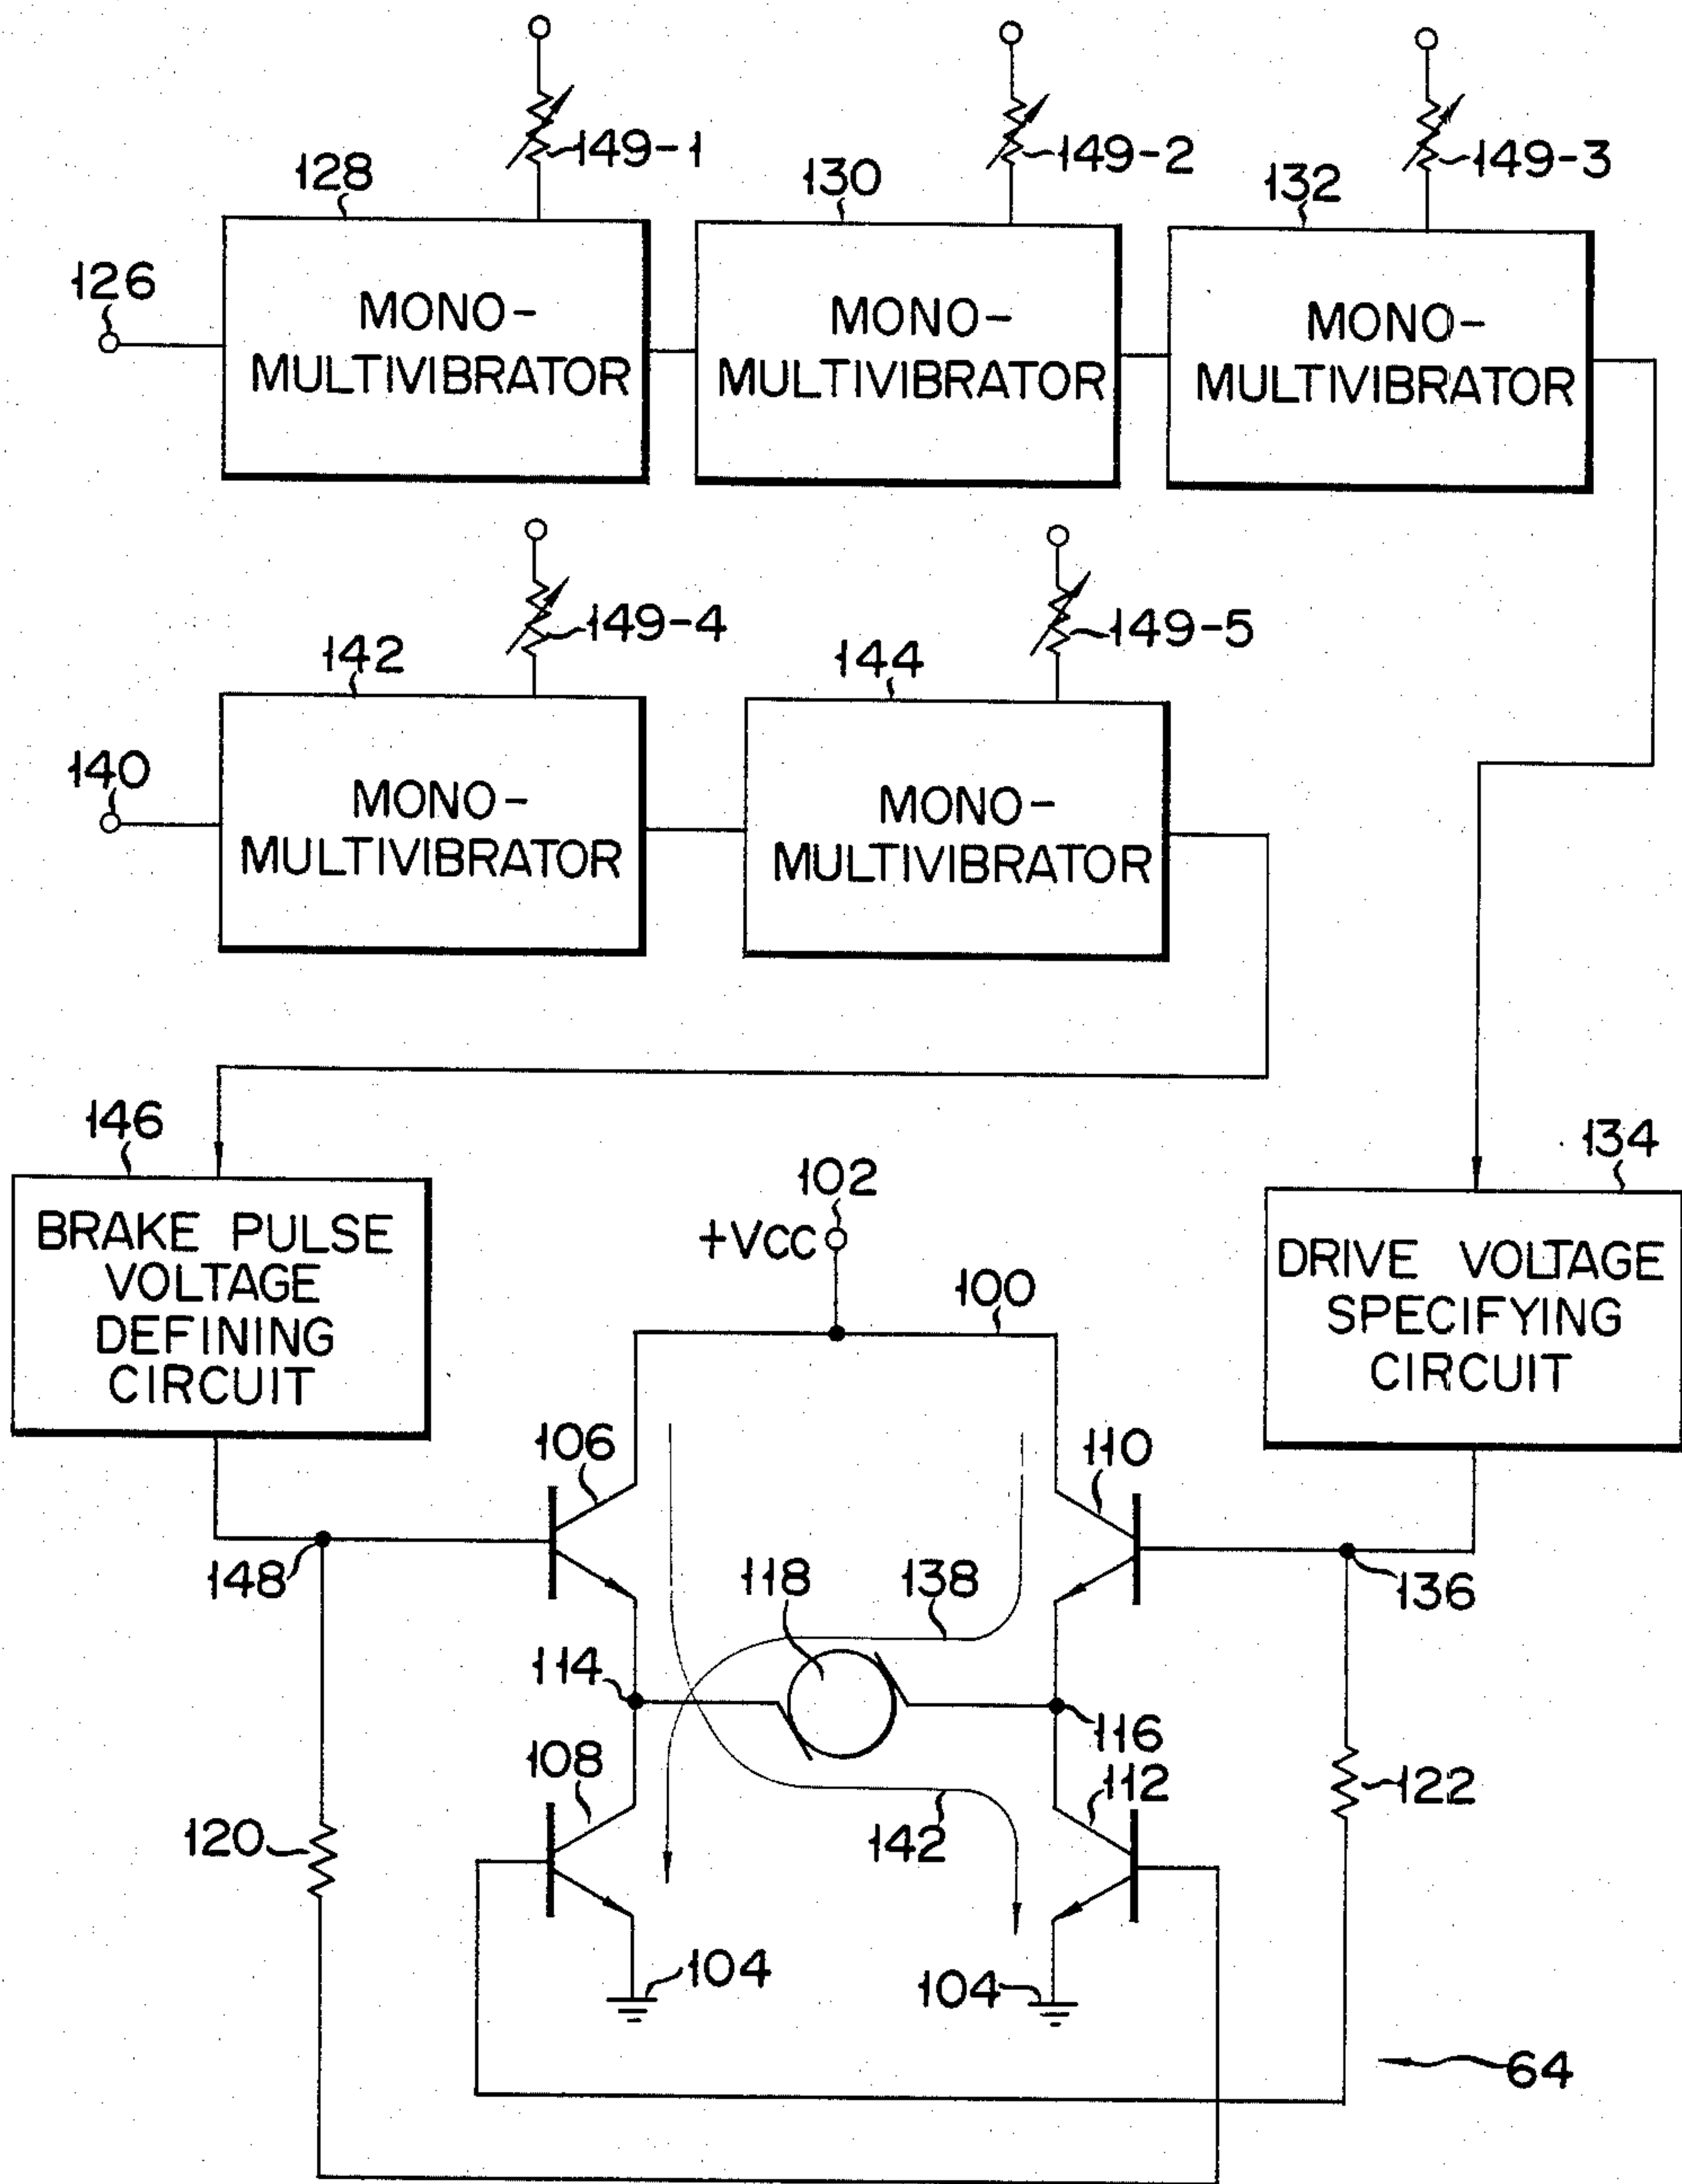 149-1
149-2
149-3
128
130
132
126
MONO-
MULTIVIBRATOR
MONO-
MULTIVIBRATOR
MONO-
MULTIVIBRATOR
149-4
149-5
142
144
140
MONO-
MULTIVIBRATOR
MONO-
MULTIVIBRATOR
146
134
BRAKE PULSE
VOLTAGE
DEFINING
CIRCUIT
102
+VCC
100
DRIVE VOLTAGE
SPECIFYING
CIRCUIT
106
110
148
118
138
136
114
116
108
112
122
120
142
104
104
64